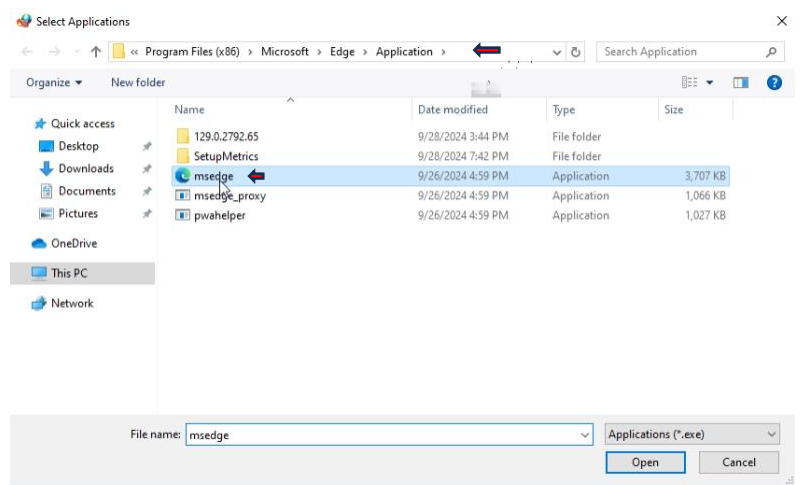 Select Applications
« Program Files (x86) > Microsoft > Edge > Application >
Search Application
Organize
New folder
Name Date modified Type Size
Quick access
Desktop
Downloads
Documents
Pictures
OneDrive
This PC
Network
129.0.2792.65 9/28/2024 3:44 PM File folder
SetupMetrics 9/28/2024 7:42 PM File folder
msedge 9/26/2024 4:59 PM Application 3,707 KB
msedge_proxy 9/26/2024 4:59 PM Application 1,066 KB
pwahelper 9/26/2024 4:59 PM Application 1,027 KB
File name: msedge
Applications (*.exe)
Open
Cancel